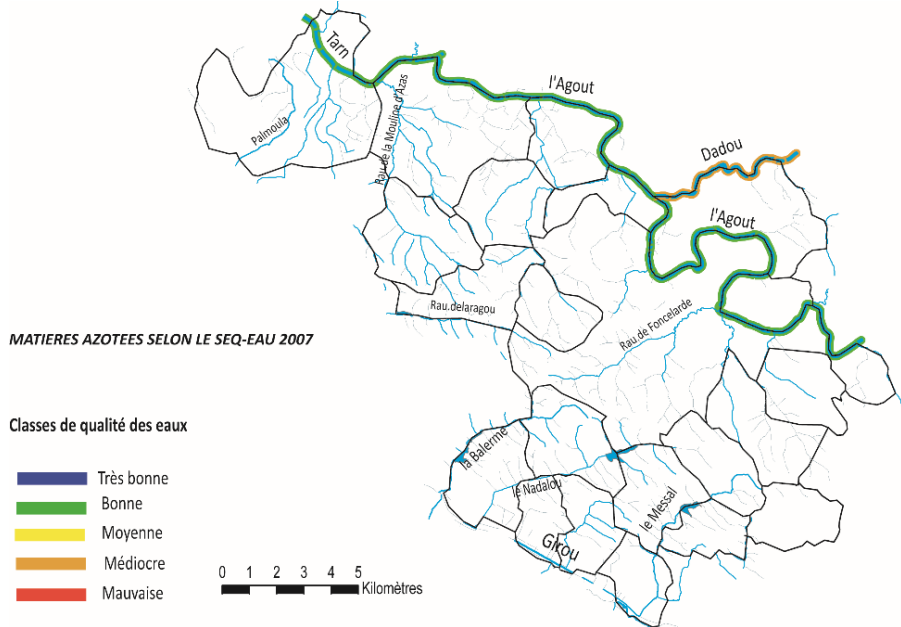 Tarn
l'Agout
Palmoula
Rau.de la Mouline d'Azas
Dadou
l'Agout
Rau.delaragou
Rau.de Foncelarde
MATIERES AZOTEES SELON LE SEQ-EAU 2007
Classes de qualité des eaux
Très bonne
Bonne
Moyenne
Médiocre
Mauvaise
la Balerme
le Nadalou
le Messal
Girou
0 1 2 3 4 5
Kilomètres